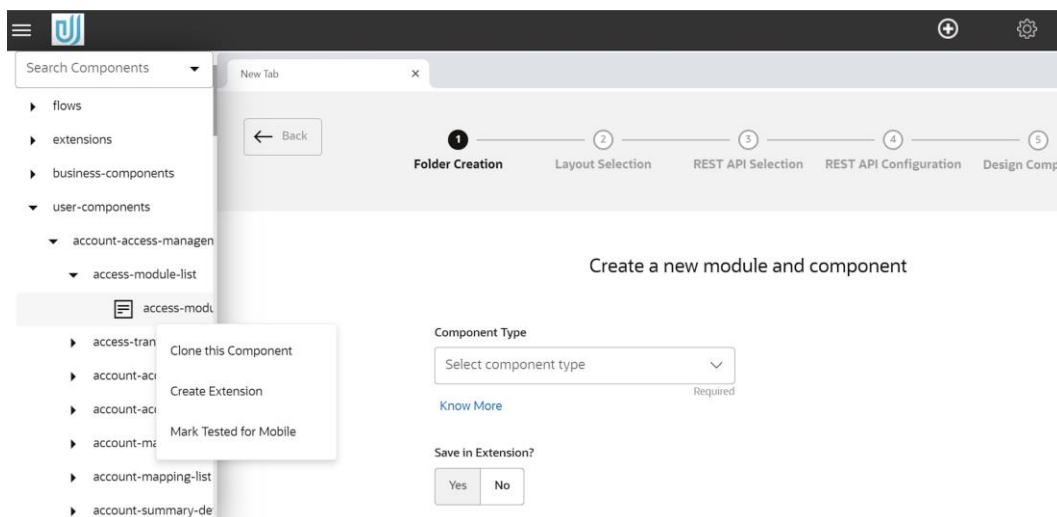 Search Components
New Tab
flows
extensions
business-components
user-components
account-access-managen
access-module-list
access-modu
access-tran
account-acc
account-acc
account-ma
account-mapping-list
account-summary-de
Clone this Component
Create Extension
Mark Tested for Mobile
Back
1 2 3 4 5
Folder Creation Layout Selection REST API Selection REST API Configuration Design Comp
Create a new module and component
Component Type
Select component type
Required
Know More
Save in Extension?
Yes No